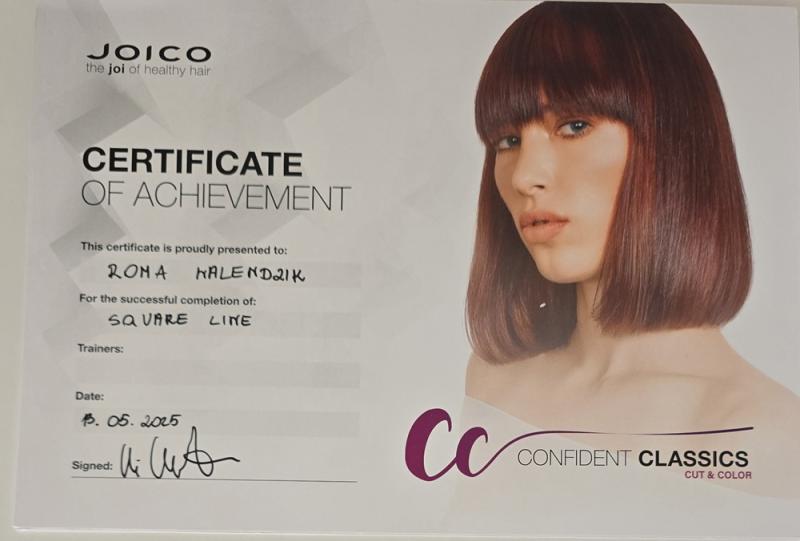 JOICO
the joi of healthy hair
CERTIFICATE
OF ACHIEVEMENT
This certificate is proudly presented to:
ROMA MALENDZIK
For the successful completion of:
SQUARE LINE
Trainers:
Date:
05. 2025
Signed:
CC CONFIDENT CLASSICS
CUT & COLOR